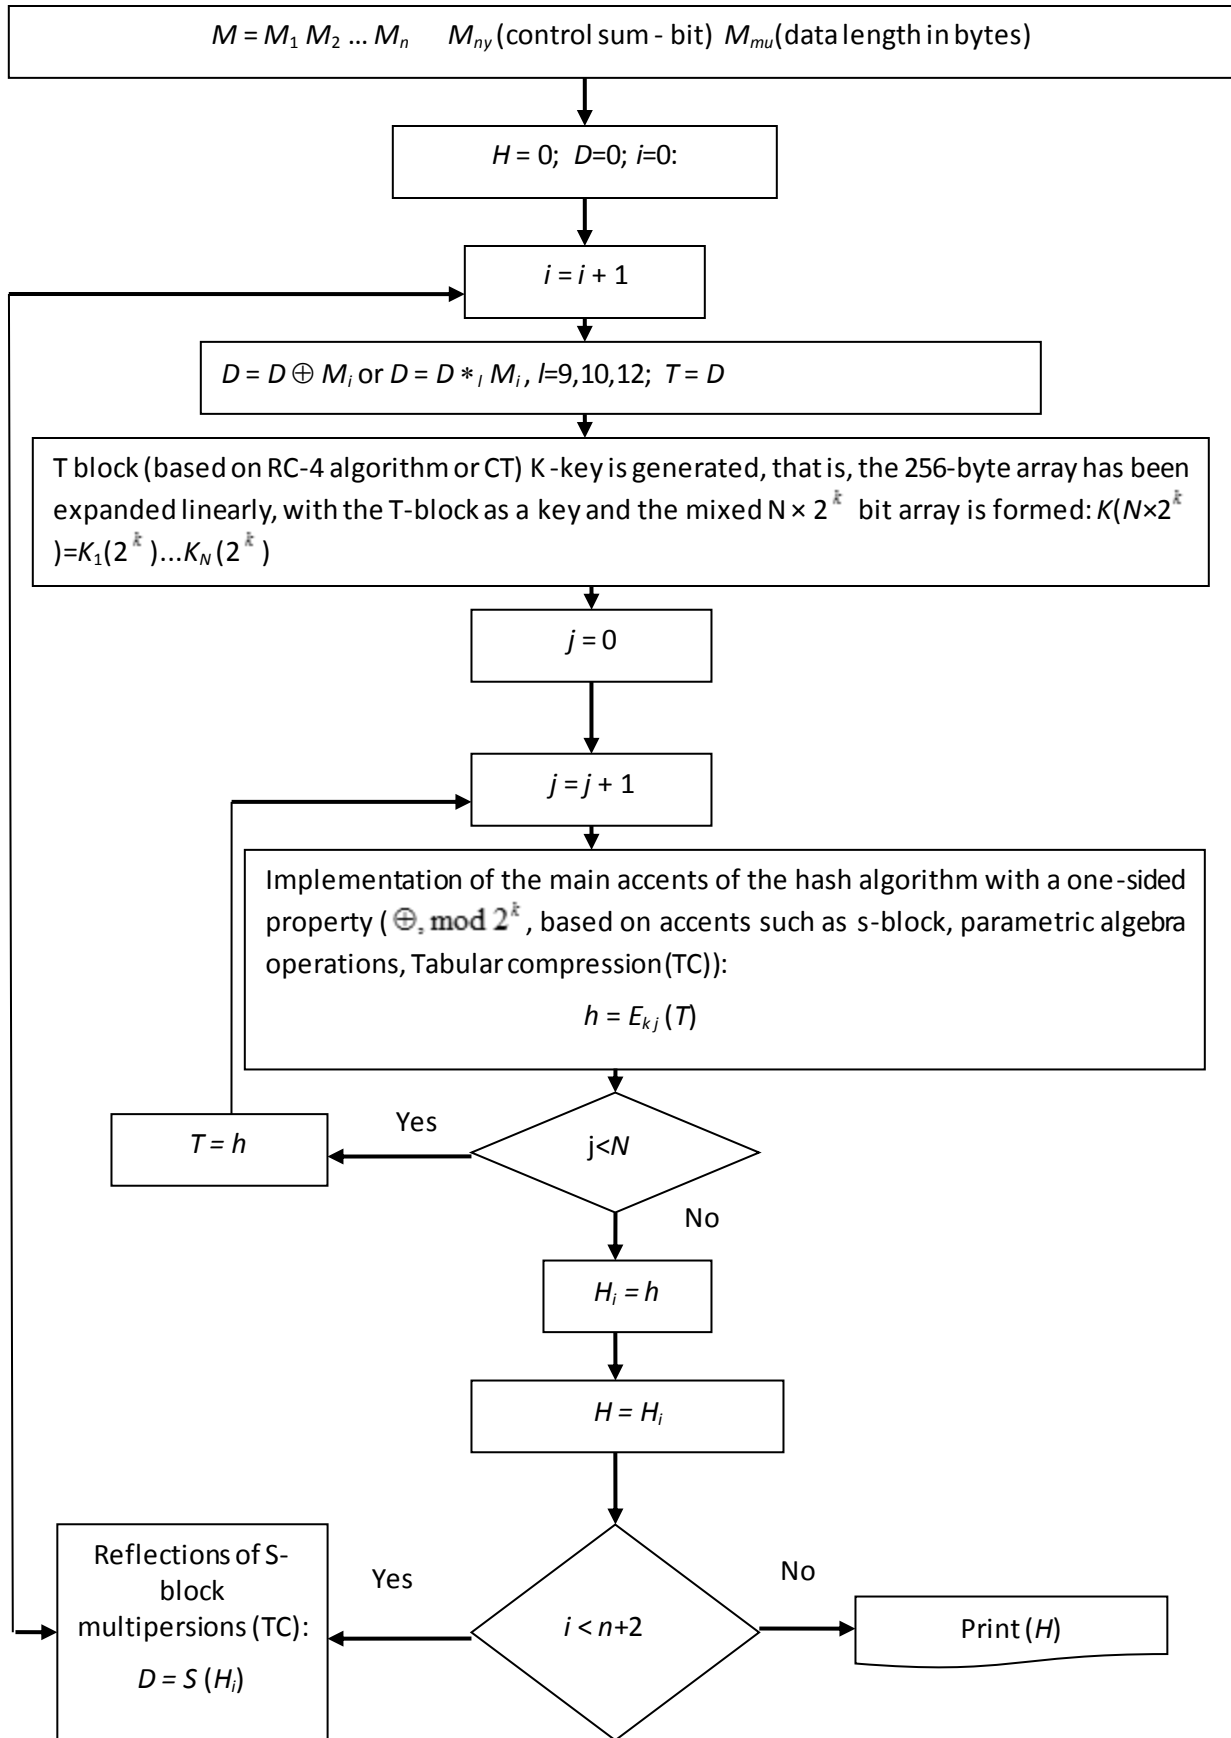 M = M₁ M₂ ... Mₙ Mₙᵧ (control sum - bit) Mₘᵤ (data length in bytes)
H = 0; D=0; i=0:
i = i + 1
D = D ⊕ Mᵢ or D = D *ₗ Mᵢ, l=9,10,12; T = D
T block (based on RC-4 algorithm or CT) K -key is generated, that is, the 256-byte array has been
expanded linearly, with the T-block as a key and the mixed N × 2ᵏ bit array is formed: K(N×2ᵏ
)=K₁(2ᵏ)...K_N(2ᵏ)
j = 0
j = j + 1
Implementation of the main accents of the hash algorithm with a one-sided
property ( ⊕, mod 2ᵏ, based on accents such as s-block, parametric algebra
operations, Tabular compression (TC)):
h = Eₖⱼ (T)
Yes
T = h
j<N
No
Hᵢ = h
H = Hᵢ
Reflections of S-
block
multipersions (TC):
D = S (Hᵢ)
Yes
i < n+2
No
Print (H)